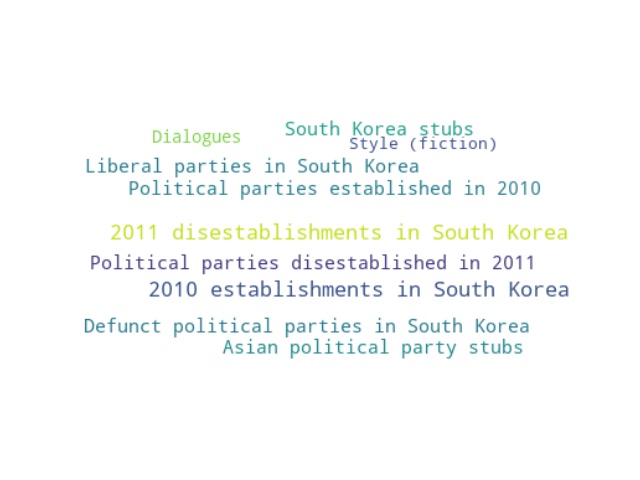 South Korea stubs
Dialogues
Style (fiction)
Liberal parties in South Korea
Political parties established in 2010
2011 disestablishments in South Korea
Political parties disestablished in 2011
2010 establishments in South Korea
Defunct political parties in South Korea
Asian political party stubs